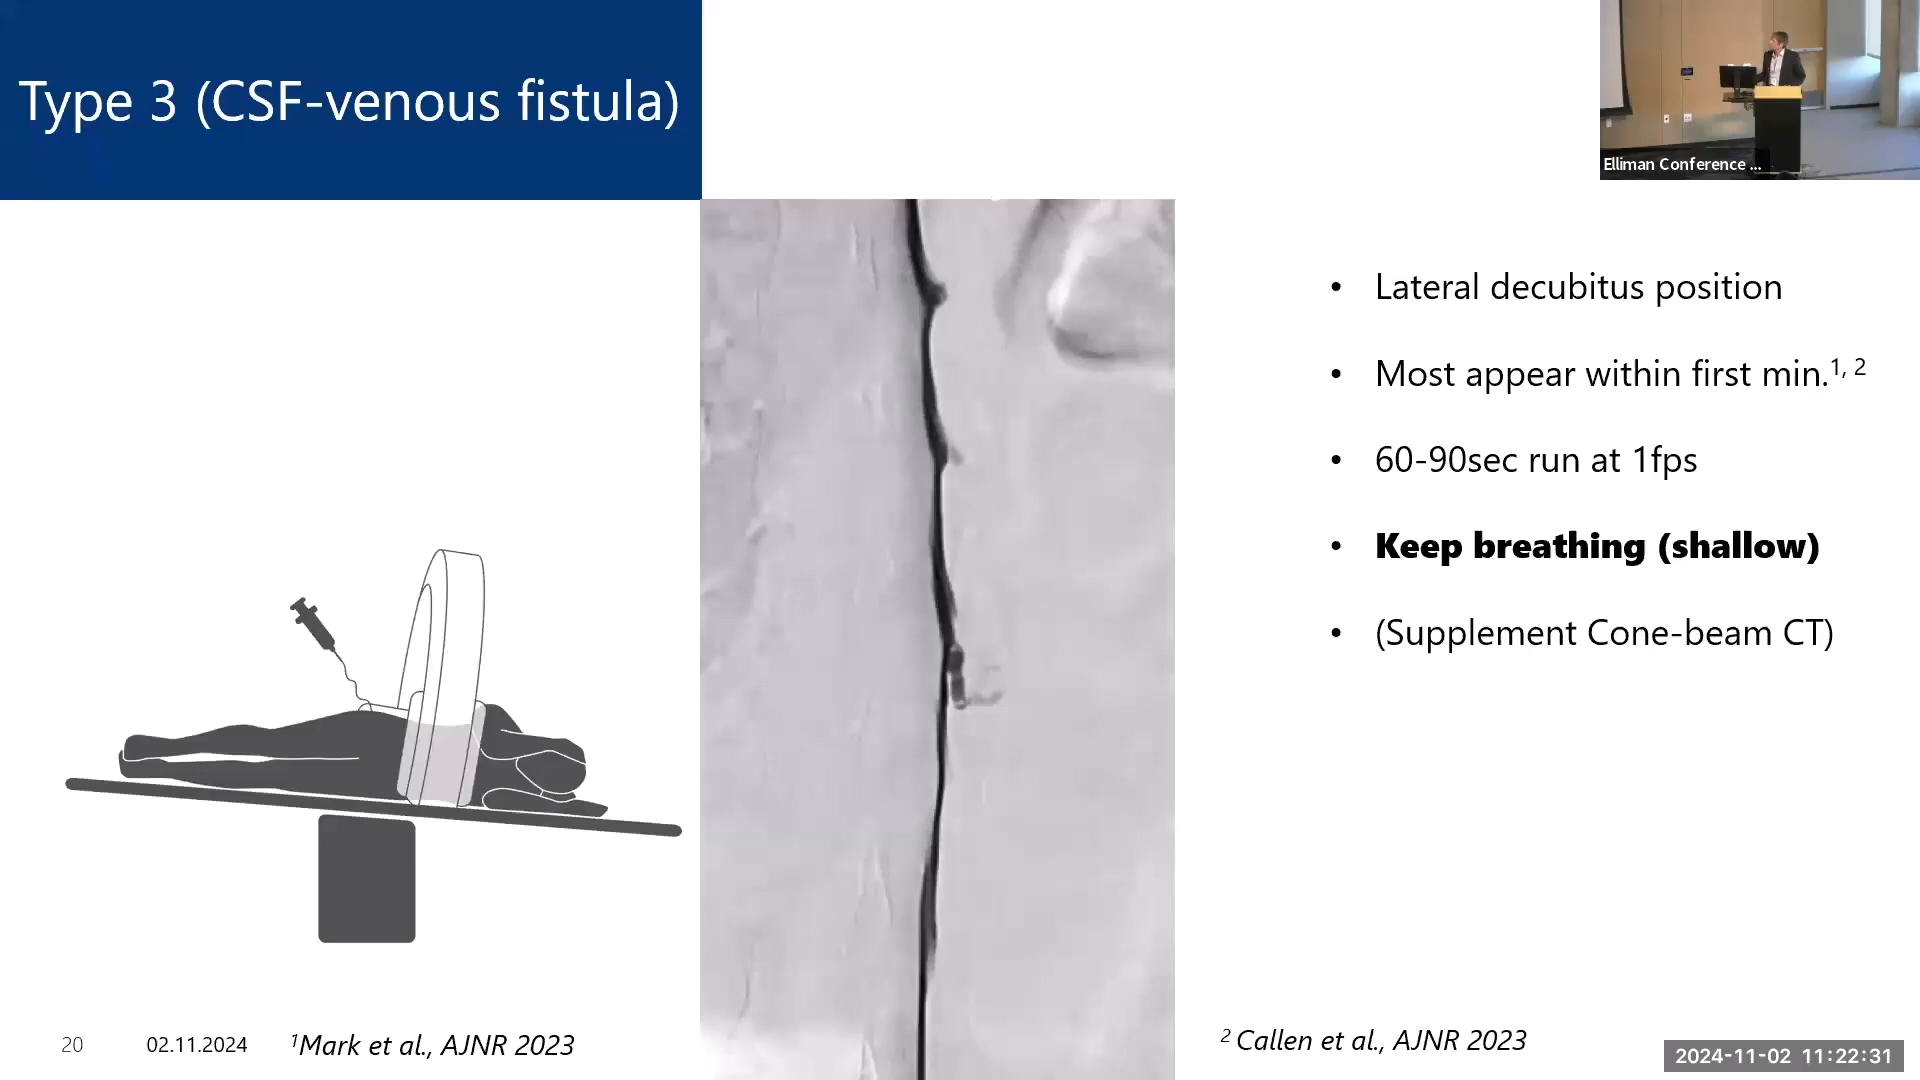 Type 3 (CSF-venous fistula)
Elliman Conference ...
• Lateral decubitus position
• Most appear within first min.1, 2
• 60-90sec run at 1fps
• Keep breathing (shallow)
• (Supplement Cone-beam CT)
20 02.11.2024 1Mark et al., AJNR 2023
2 Callen et al., AJNR 2023
2024-11-02 11:22:31